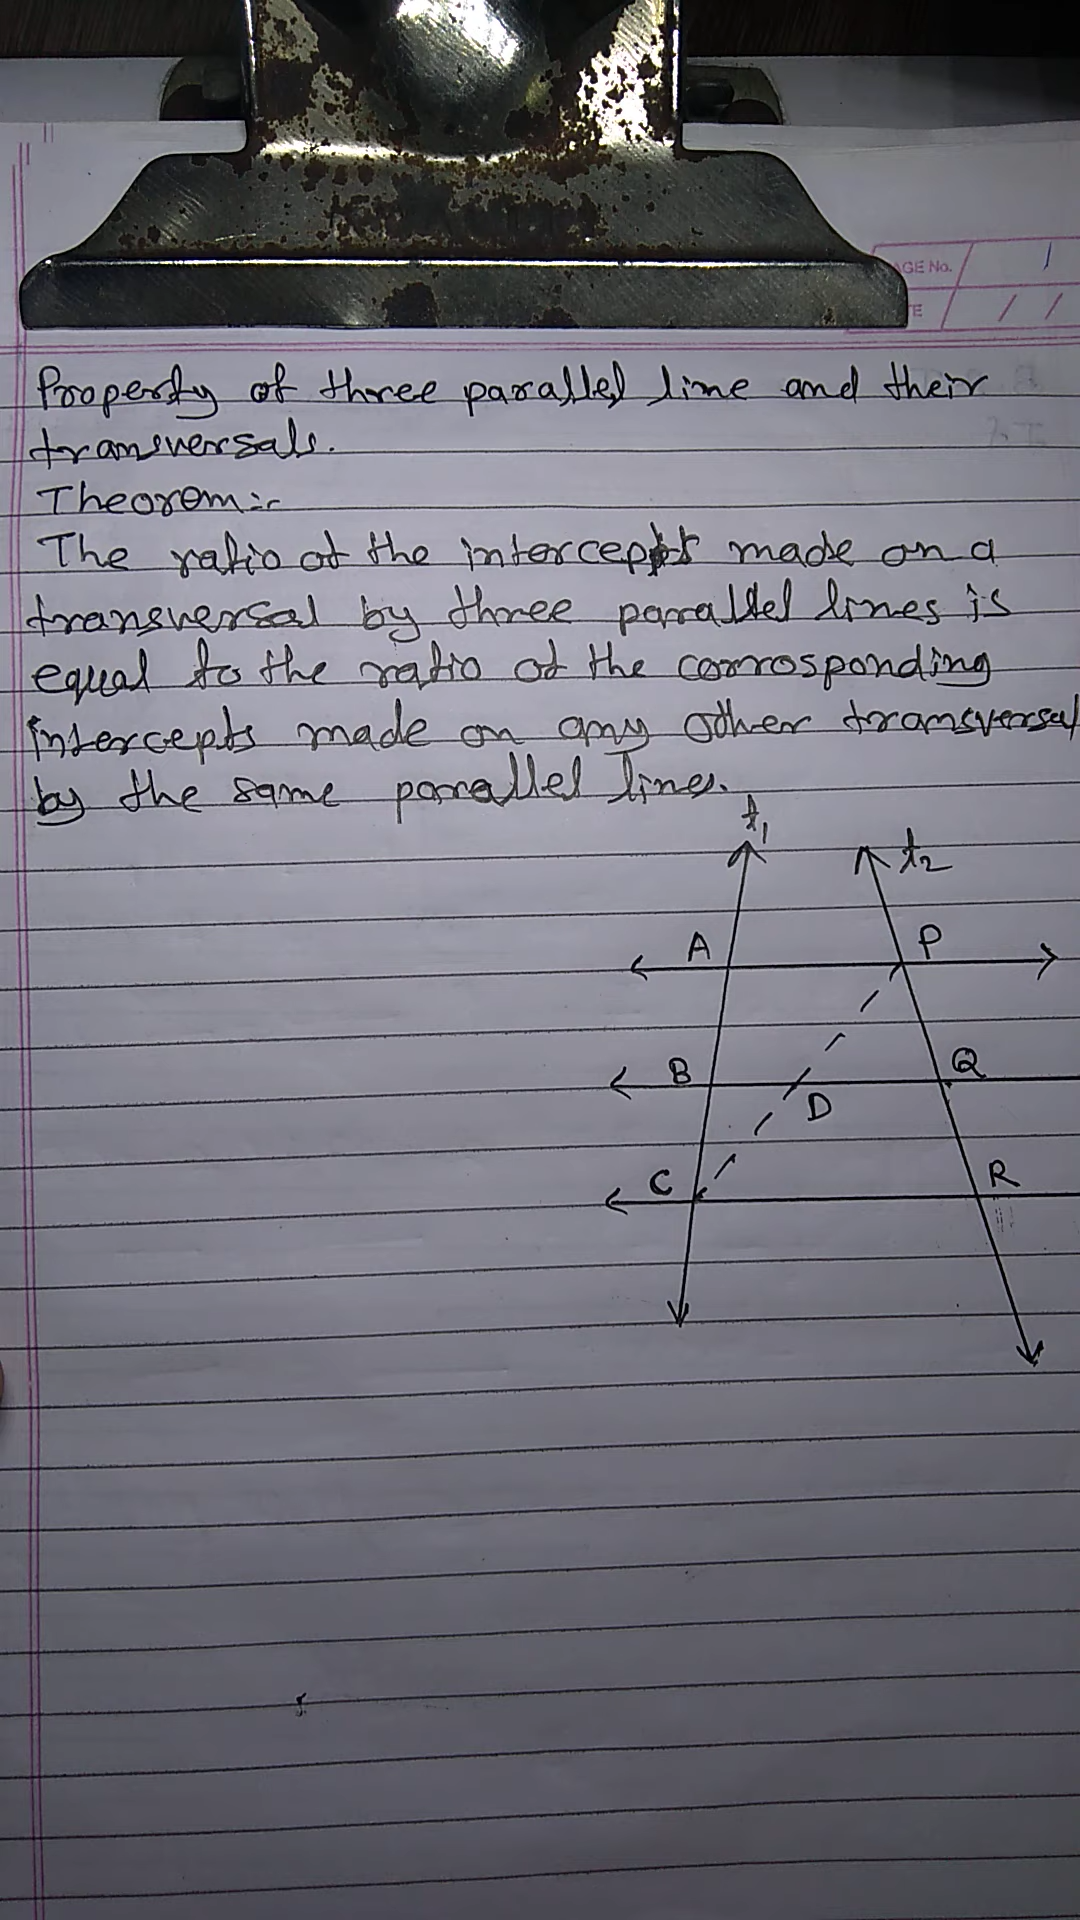 AGE No. 1
E / /
Property of three parallel line and their
transversals.
Theorem:-
The ratio of the intercepts made on a
transversal by three parallel lines is
equal to the ratio of the corrosponding
intercepts made on any other transversal
by the same parallel lines.
t1
t2
A P
B Q
D
C R